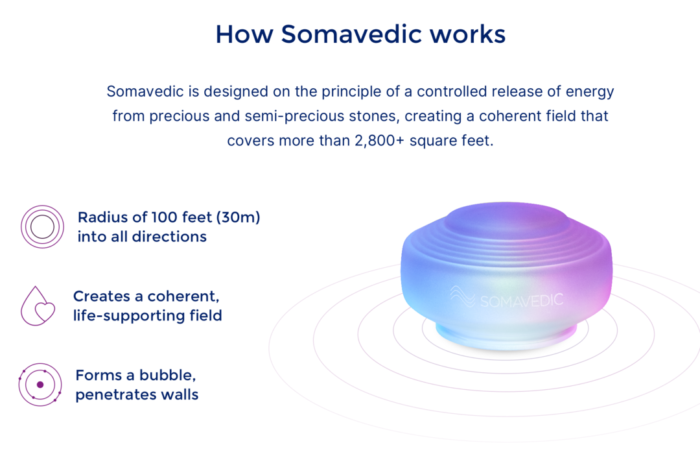 How Somavedic works
Somavedic is designed on the principle of a controlled release of energy
from precious and semi-precious stones, creating a coherent field that
covers more than 2,800+ square feet.
Radius of 100 feet (30m)
into all directions
Creates a coherent,
life-supporting field
SOMAVEDIC
Forms a bubble,
penetrates walls